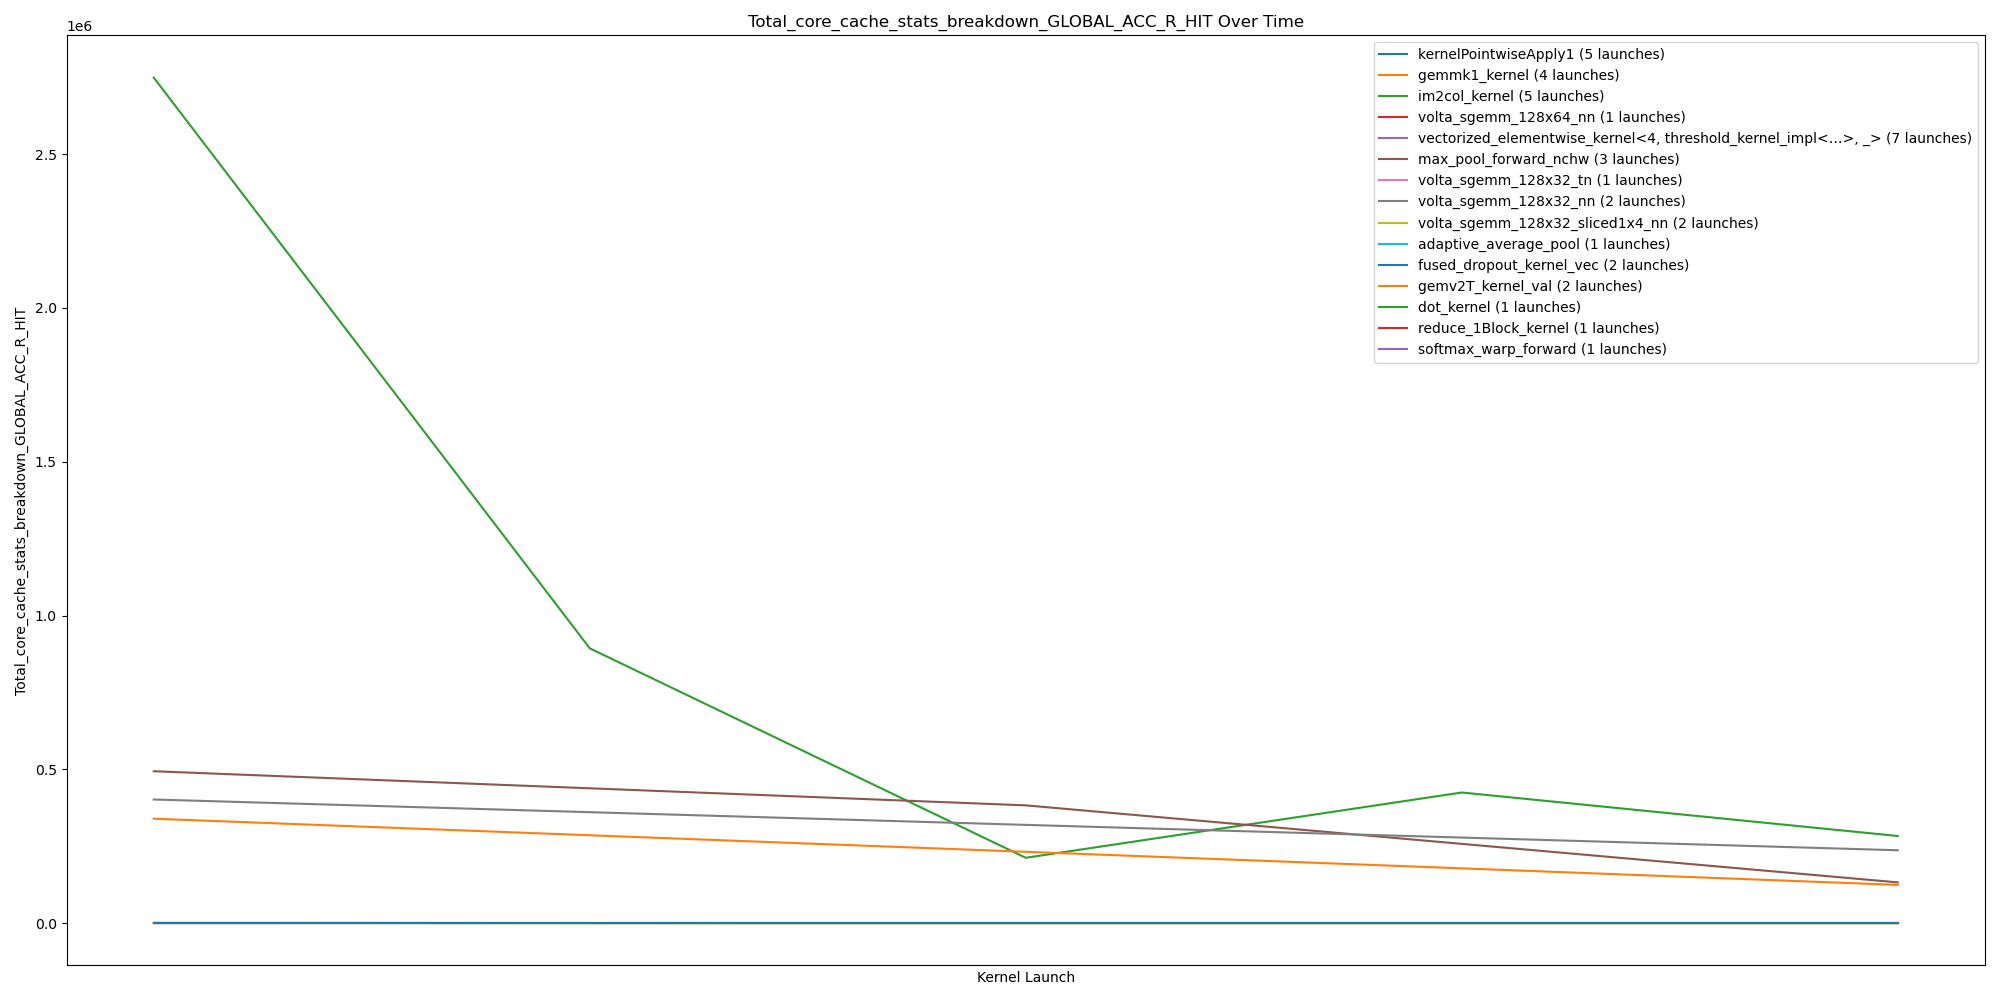 Total_core_cache_stats_breakdown_GLOBAL_ACC_R_HIT Over Time
1e6
2.5
2.0
1.5
1.0
0.5
0.0
Total_core_cache_stats_breakdown_GLOBAL_ACC_R_HIT
Kernel Launch
kernelPointwiseApply1 (5 launches)
gemmk1_kernel (4 launches)
im2col_kernel (5 launches)
volta_sgemm_128x64_nn (1 launches)
vectorized_elementwise_kernel<4, threshold_kernel_impl<...>, _> (7 launches)
max_pool_forward_nchw (3 launches)
volta_sgemm_128x32_tn (1 launches)
volta_sgemm_128x32_nn (2 launches)
volta_sgemm_128x32_sliced1x4_nn (2 launches)
adaptive_average_pool (1 launches)
fused_dropout_kernel_vec (2 launches)
gemv2T_kernel_val (2 launches)
dot_kernel (1 launches)
reduce_1Block_kernel (1 launches)
softmax_warp_forward (1 launches)